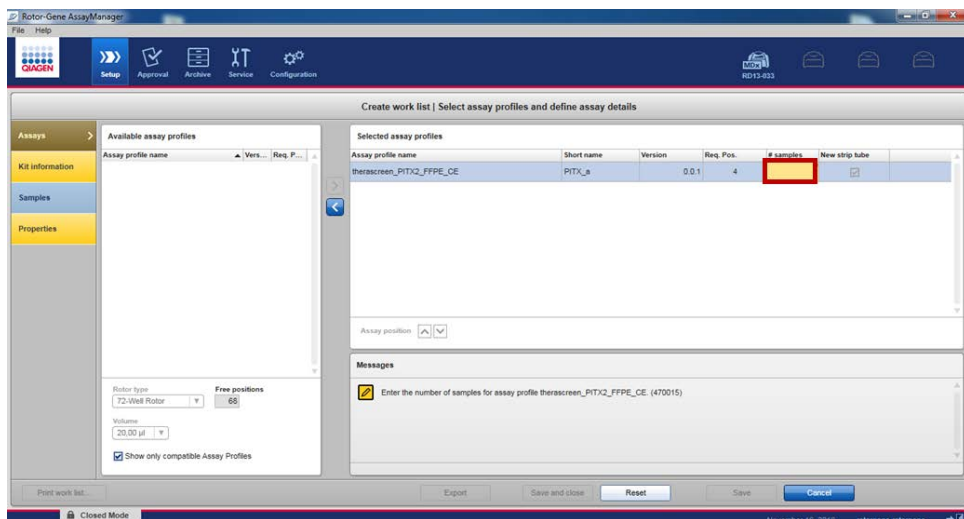 Rotor-Gene AssayManager
File Help
QIAGEN
Setup Approval Archive Service Configuration
MDx
RD13-033
Create work list | Select assay profiles and define assay details
Assays
Kit information
Samples
Properties
Available assay profiles
Assay profile name Vers... Req. P...
Rotor type Free positions
72-Well Rotor 68
Volume
20,00 µl
Show only compatible Assay Profiles
Selected assay profiles
Assay profile name Short name Version Req. Pos. # samples New strip tube
therascreen_PITX2_FFPE_CE PITX_a 0.0.1 4
Assay position
Messages
Enter the number of samples for assay profile therascreen_PITX2_FFPE_CE. (470015)
Print work list... Export Save and close Reset Save Cancel
Closed Mode